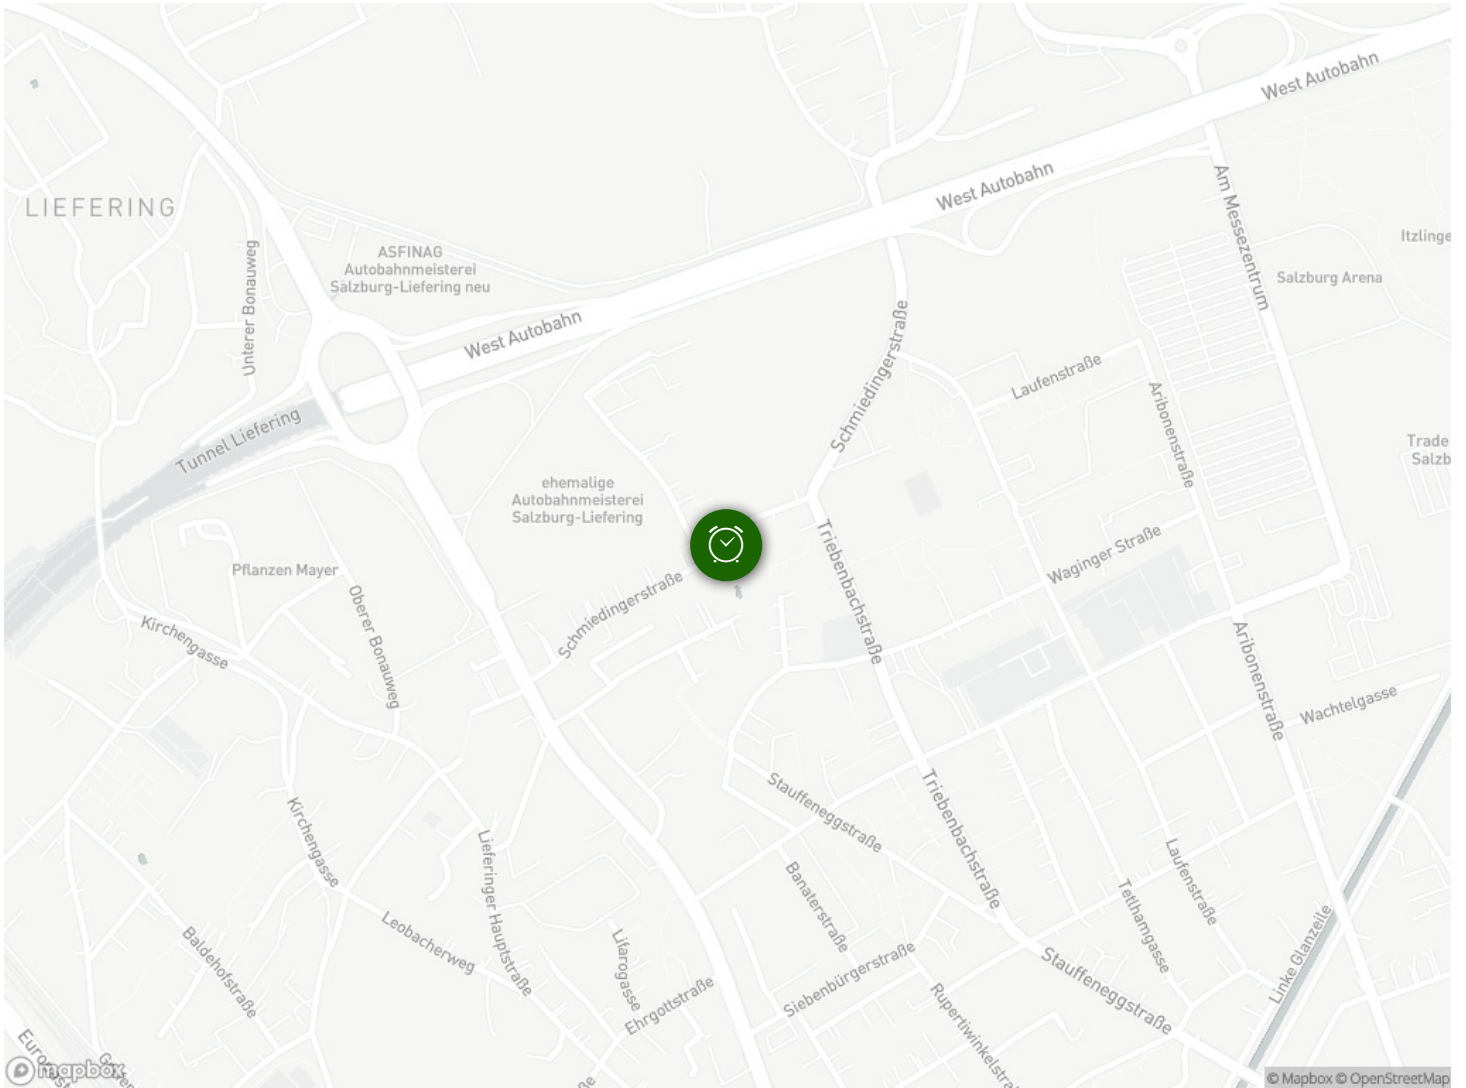 West Autobahn
West Autobahn
LIEFERING
Am Messezentrum
Itzlinge
ASFINAG
Autobahnmeisterei
Salzburg-Liefering neu
Salzburg Arena
Unterer Bonauweg
West Autobahn
Schmiedingerstraße
Laufenstraße
Aribonenstraße
Tunnel Liefering
Trade
Salzb
ehemalige
Autobahnmeisterei
Salzburg-Liefering
Triebenbachstraße
Waginger Straße
Pflanzen Mayer
Schmiedingerstraße
Oberer Bonauweg
Kirchengasse
Aribonenstraße
Wachtelgasse
Stauffeneggstraße
Triebenbachstraße
Kirchengasse
Lieferinger Hauptstraße
Banaterstraße
Laufenstraße
Tetlhamgasse
Leobacherweg
Baldehofstraße
Lifarogasse
Siebenbürgerstraße
Linke Glanzeile
Stauffeneggstraße
Ehrgottstraße
Rupertiwinkelstra
mapbox
© Mapbox © OpenStreetMap